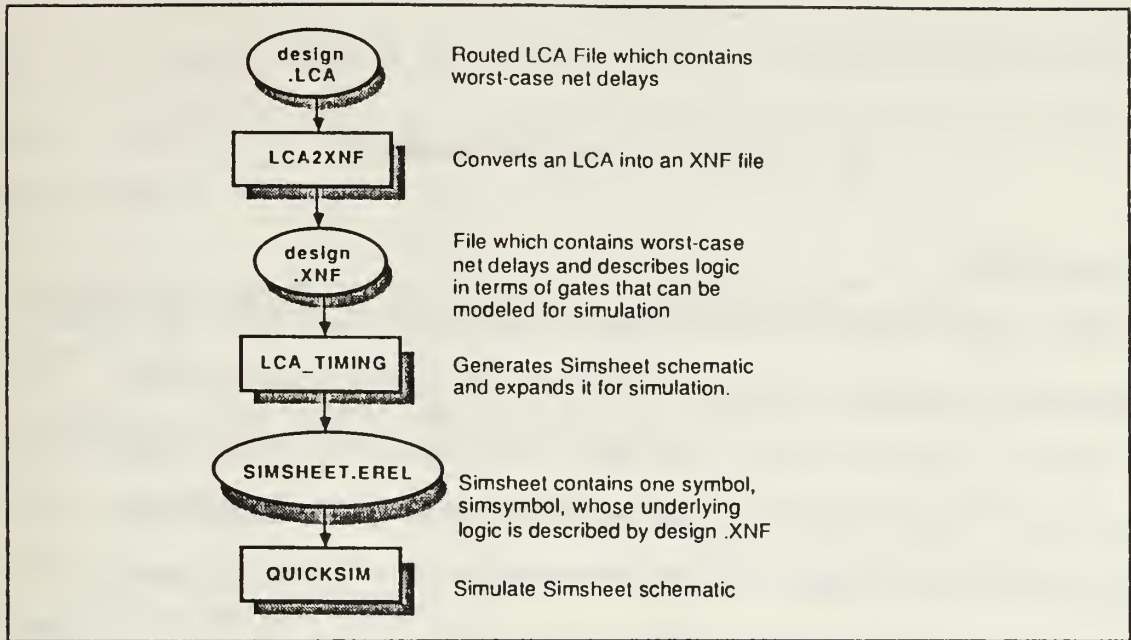 design
.LCA
Routed LCA File which contains
worst-case net delays
LCA2XNF
Converts an LCA into an XNF file
design
.XNF
File which contains worst-case
net delays and describes logic
in terms of gates that can be
modeled for simulation
LCA_TIMING
Generates Simsheet schematic
and expands it for simulation.
SIMSHEET.EREL
Simsheet contains one symbol,
simsymbol, whose underlying
logic is described by design .XNF
QUICKSIM
Simulate Simsheet schematic